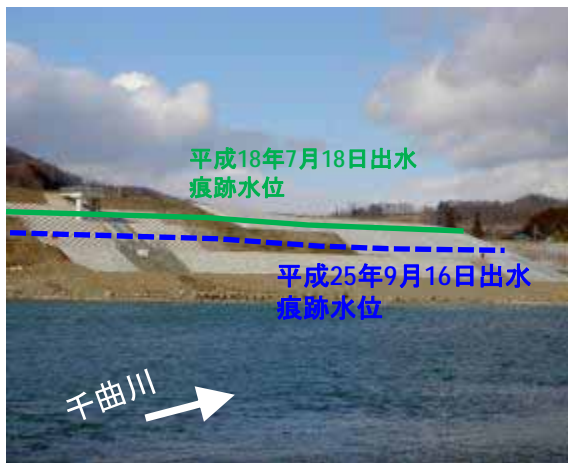 平成18年7月18日出水
痕跡水位
平成25年9月16日出水
痕跡水位
千曲川